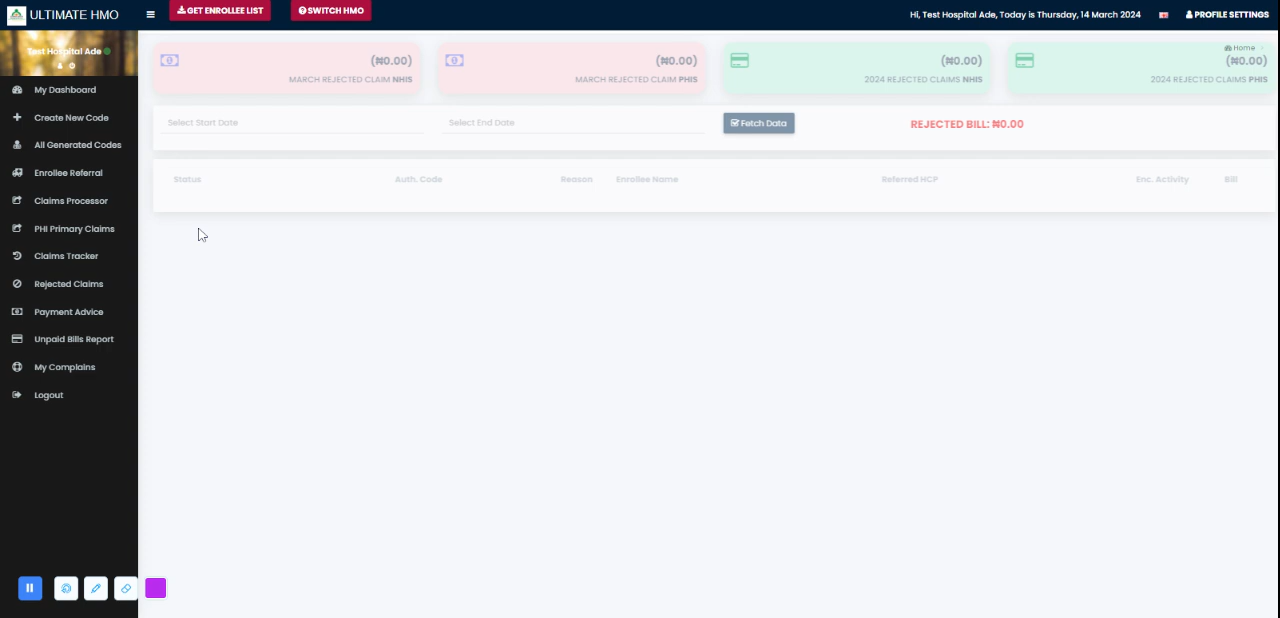 ULTIMATE HMO
GET ENROLLEE LIST
SWITCH HMO
Hi, Test Hospital Ade, Today is Thursday, 14 March 2024
PROFILE SETTINGS
Test Hospital Ade
My Dashboard
Create New Code
All Generated Codes
Enrollee Referral
Claims Processor
PHI Primary Claims
Claims Tracker
Rejected Claims
Payment Advice
Unpaid Bills Report
My Complains
Logout
Home
(₦0.00)
MARCH REJECTED CLAIM NHIS
(₦0.00)
MARCH REJECTED CLAIM PHIS
(₦0.00)
2024 REJECTED CLAIMS NHIS
(₦0.00)
2024 REJECTED CLAIMS PHIS
Select Start Date
Select End Date
Fetch Data
REJECTED BILL: ₦0.00
Status Auth. Code Reason Enrollee Name Referred HCP Enc. Activity Bill